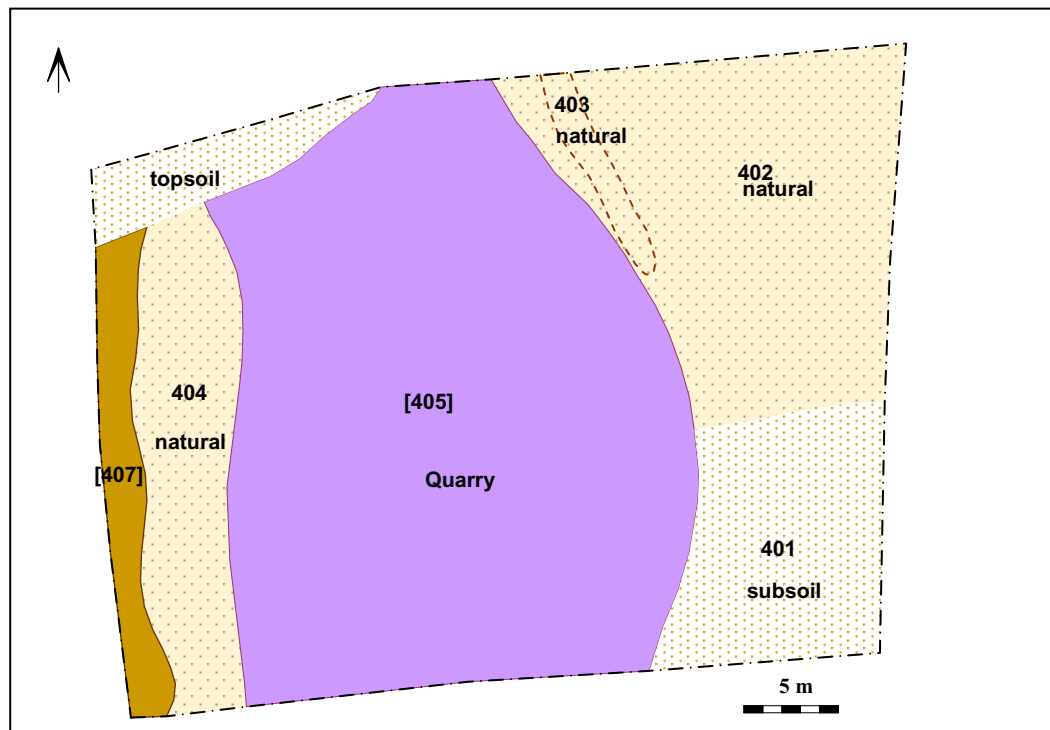 403
natural
402
natural
topsoil
404
natural
[407]
[405]
Quarry
401
subsoil
5 m